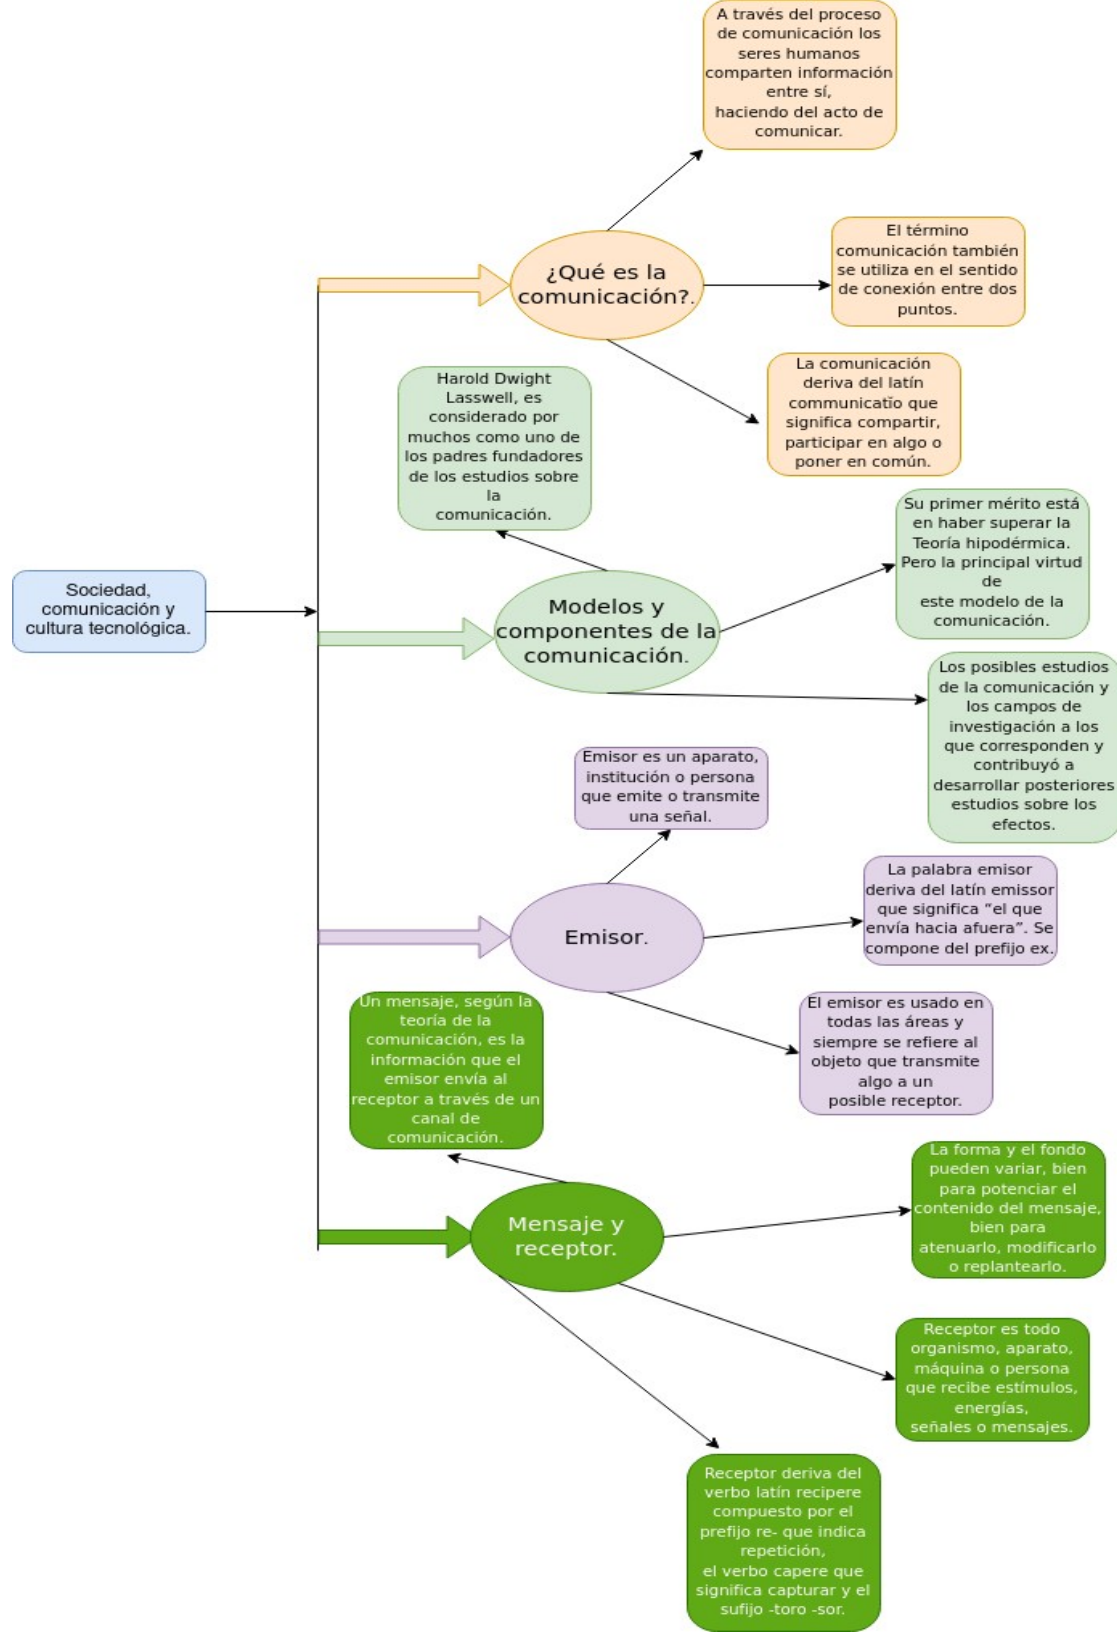 A través del proceso
de comunicación los
seres humanos
comparten información
entre sí,
haciendo del acto de
comunicar.
¿Qué es la
comunicación?.
El término
comunicación también
se utiliza en el sentido
de conexión entre dos
puntos.
La comunicación
deriva del latín
communicatĭo que
significa compartir,
participar en algo o
poner en común.
Harold Dwight
Lasswell, es
considerado por
muchos como uno de
los padres fundadores
de los estudios sobre
la
comunicación.
Su primer mérito está
en haber superar la
Teoría hipodérmica.
Pero la principal virtud
de
este modelo de la
comunicación.
Sociedad,
comunicación y
cultura tecnológica.
Modelos y
componentes de la
comunicación.
Los posibles estudios
de la comunicación y
los campos de
investigación a los
que corresponden y
contribuyó a
desarrollar posteriores
estudios sobre los
efectos.
Emisor es un aparato,
institución o persona
que emite o transmite
una señal.
Emisor.
La palabra emisor
deriva del latín emissor
que significa “el que
envía hacia afuera”. Se
compone del prefijo ex.
El emisor es usado en
todas las áreas y
siempre se refiere al
objeto que transmite
algo a un
posible receptor.
Un mensaje, según la
teoría de la
comunicación, es la
información que el
emisor envía al
receptor a través de un
canal de
comunicación.
Mensaje y
receptor.
La forma y el fondo
pueden variar, bien
para potenciar el
contenido del mensaje,
bien para
atenuarlo, modificarlo
o replantearlo.
Receptor es todo
organismo, aparato,
máquina o persona
que recibe estímulos,
energías,
señales o mensajes.
Receptor deriva del
verbo latín recipere
compuesto por el
prefijo re- que indica
repetición,
el verbo capere que
significa capturar y el
sufijo -toro -sor.